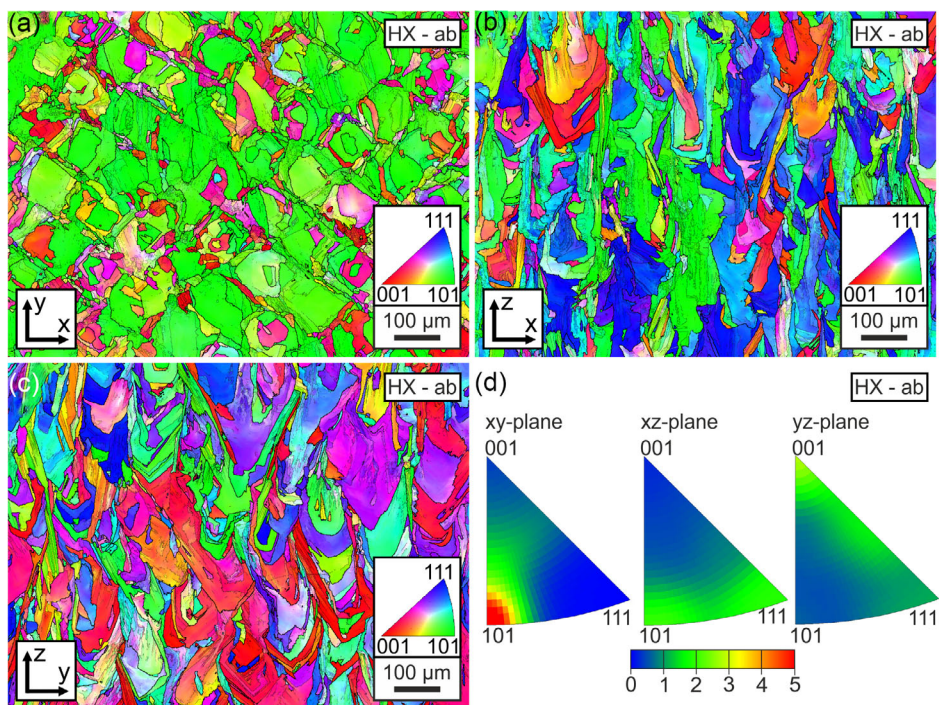 (a)
HX - ab
y
x
111
001 101
100 µm
(b)
HX - ab
z
x
111
001 101
100 µm
(c)
HX - ab
z
y
111
001 101
100 µm
(d)
HX - ab
xy-plane xz-plane yz-plane
001 001 001
111 111 111
101 101 101
0 1 2 3 4 5